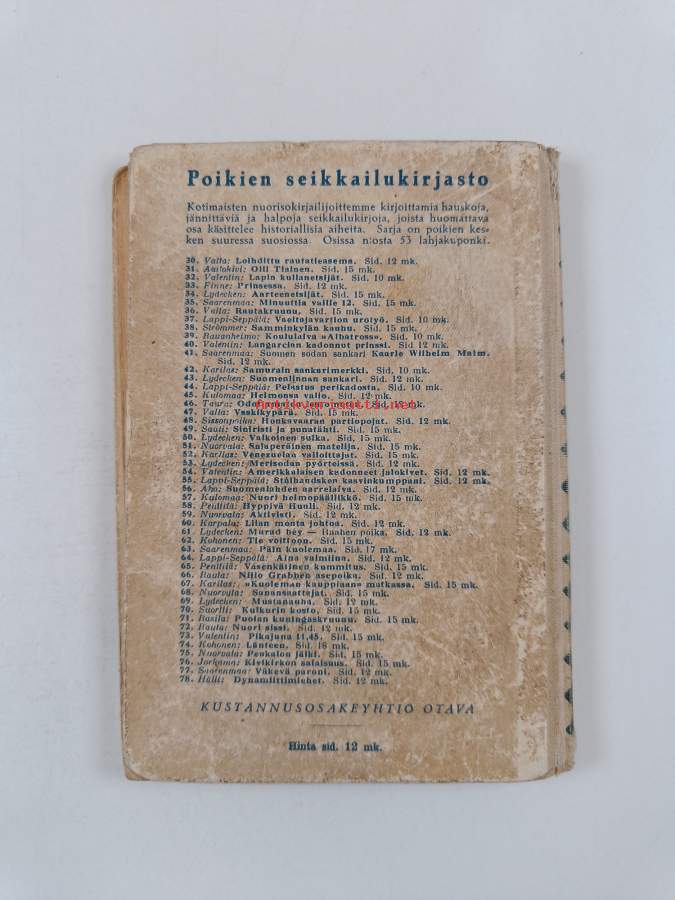 Poikien seikkailukirjasto
Kotimaisten nuorisokirjailijoittemme kirjoittamia hauskoja,
jännittäviä ja halpoja seikkailukirjoja, joista huomattava
osa käsittelee historiallisia aiheita. Sarja on poikien kes-
ken suuressa suosiossa. Osissa n:osta 53 lahjakuponki.
30. Valta: Loihdittu rautatieasema. Sid. 12 mk.
31. Aaltokivi: Olli Tiainen. Sid. 15 mk.
32. Valentin: Lapin kullanetsijät. Sid. 10 mk.
33. Finne: Prinsessa. Sid. 12 mk.
34. Lydecken: Aarteenetsijät. Sid. 15 mk.
35. Saarenmaa: Minuuttia vaille 12. Sid. 15 mk.
36. Valta: Rautakruunu. Sid. 15 mk.
37. Lappi-Seppälä: Vaeltajavartion urotyö. Sid. 10 mk.
38. Strömmer: Samminkylän kauhu. Sid. 15 mk.
39. Rauanheimo: Koululaiva «Albatross». Sid. 10 mk.
40. Valentin: Langarcian kadonnut prinssi. Sid. 12 mk.
41. Saarenmaa: Suomen sodan sankari Kaarle Wilhelm Malm.
Sid. 12 mk.
42. Karilas: Samurain sankarimerkki. Sid. 10 mk.
43. Lydecken: Suomenlinnan sankari. Sid. 12 mk.
44. Lappi-Seppälä: Pelastus perikadosta. Sid. 10 mk.
45. Kulomaa: Heimonsa valio. Sid. 12 mk.
46. Sid. 12 mk.
Antikvariaatti.net
47. Valta: Vaskikypärä. Sid. 15 mk.
48. Sissonpoika: Honkavaaran partiopojat. Sid. 12 mk.
49. Sauli: Siniristi ja punatähti. Sid. 15 mk.
50. Lydecken: Valkoinen sulka. Sid. 15 mk.
51. Nuorvala: Salaperäinen matelija. Sid. 15 mk.
52. Karilas: Venezuelan valloittajat. Sid. 15 mk.
53. Lydecken: Merisodan pyörteissä. Sid. 12 mk.
54. Valentin: Amerikkalaisen kadonneet jalokivet. Sid. 12 mk.
55. Lappi-Seppälä: Stålhandsken kasvinkumppani. Sid. 12 mk.
56. Aho: Suomenlahden aarrelaiva. Sid. 12 mk.
57. Kulomaa: Nuori heimopäällikkö. Sid. 15 mk.
58. Penttilä: Hyppivä Huuli. Sid. 12 mk.
59. Nuorvala: Aktivisti. Sid. 12 mk.
60. Karpala: Liian monta johtoa. Sid. 12 mk.
61. Lydecken: Murad bey — Raahen poika. Sid. 12 mk.
62. Kohonen: Tie voittoon. Sid. 15 mk.
63. Saarenmaa: Päin kuolemaa. Sid. 17 mk.
64. Lappi-Seppälä: Aina valmiina. Sid. 12 mk.
65. Penttilä: Vasenkätinen kummitus. Sid. 15 mk.
66. Rauta: Niilo Grabben asepoika. Sid. 12 mk.
67. Karilas: «Kuoleman kauppiaan» matkassa. Sid. 15 mk.
68. Nuorvala: Sanansaattajat. Sid. 15 mk.
69. Lydecken: Mustanauha. Sid. 15 mk.
70. Suorlti: Kulkurin kosto. Sid. 15 mk.
71. Rasila: Puolan kuningaskruunu. Sid. 15 mk.
72. Rauta: Nuori sissi. Sid. 12 mk.
73. Valentin: Pikajuna 11,45. Sid. 15 mk.
74. Kohonen: Länteen. Sid. 18 mk.
75. Nuorvala: Peukalon jälki. Sid. 15 mk.
76. Jorkama: Kivikirkon salaisuus. Sid. 15 mk.
77. Saarenmaa: Väkevä paroni. Sid. 12 mk.
78. Halli: Dynamiittimiehet. Sid. 12 mk.
KUSTANNUSOSAKEYHTIÖ OTAVA
Hinta sid. 12 mk.